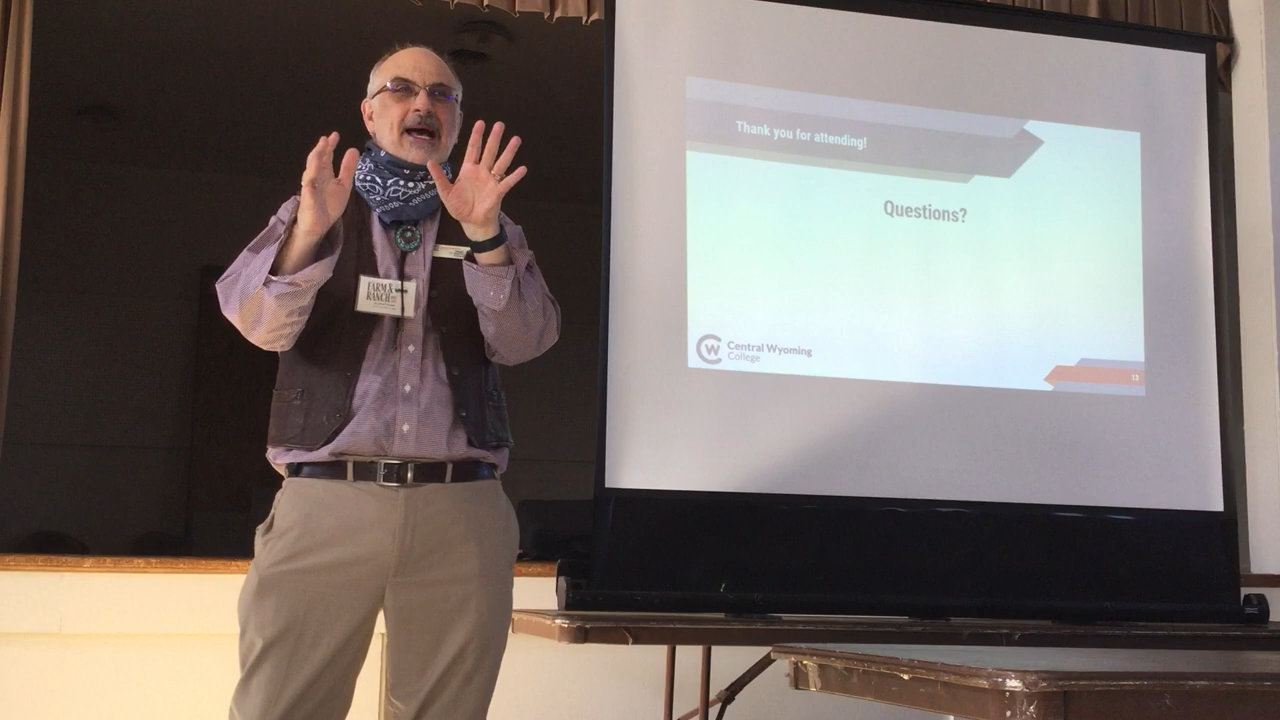 Thank you for attending!
Questions?
Central Wyoming
College
13
FARM &
RANCH